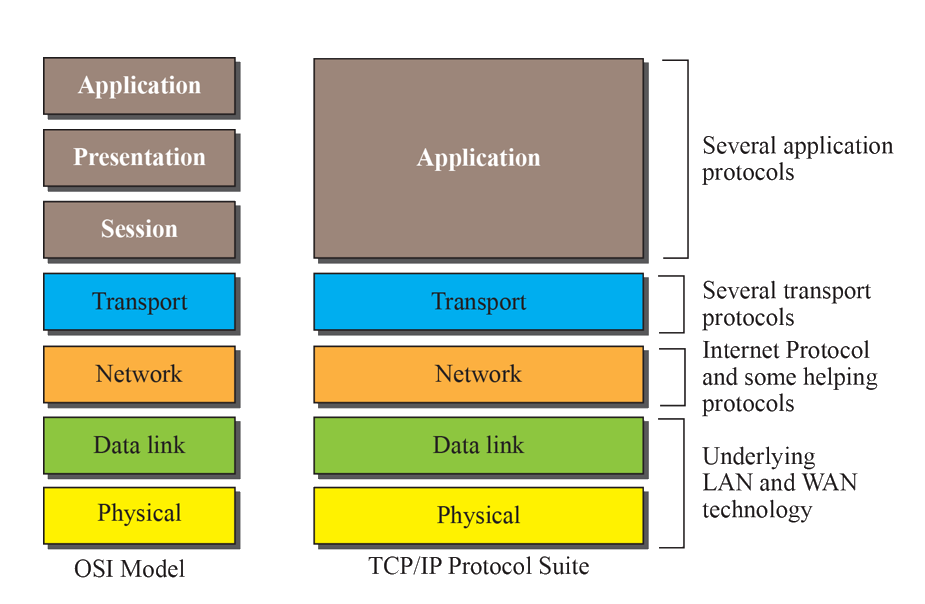 Application
Presentation
Session
Transport
Network
Data link
Physical
OSI Model
Application
Transport
Network
Data link
Physical
TCP/IP Protocol Suite
Several application
protocols
Several transport
protocols
Internet Protocol
and some helping
protocols
Underlying
LAN and WAN
technology